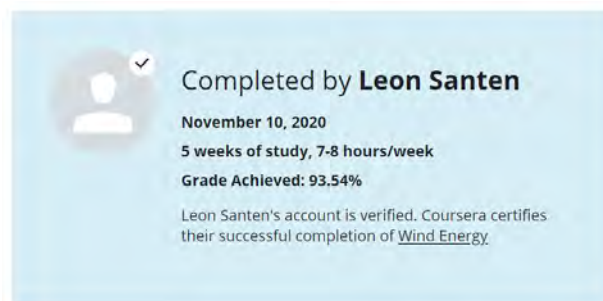 Completed by Leon Santen
November 10, 2020
5 weeks of study, 7-8 hours/week
Grade Achieved: 93.54%
Leon Santen's account is verified. Coursera certifies
their successful completion of Wind Energy